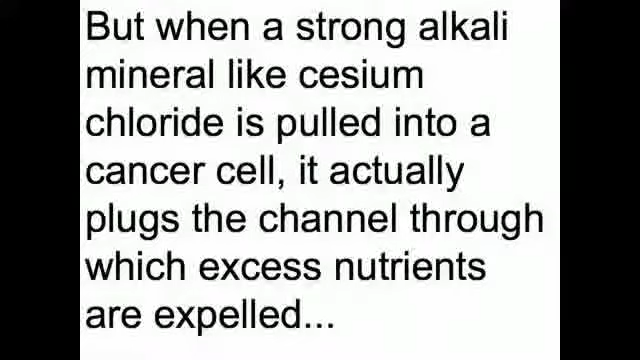 But when a strong alkali
mineral like cesium
chloride is pulled into a
cancer cell, it actually
plugs the channel through
which excess nutrients
are expelled...